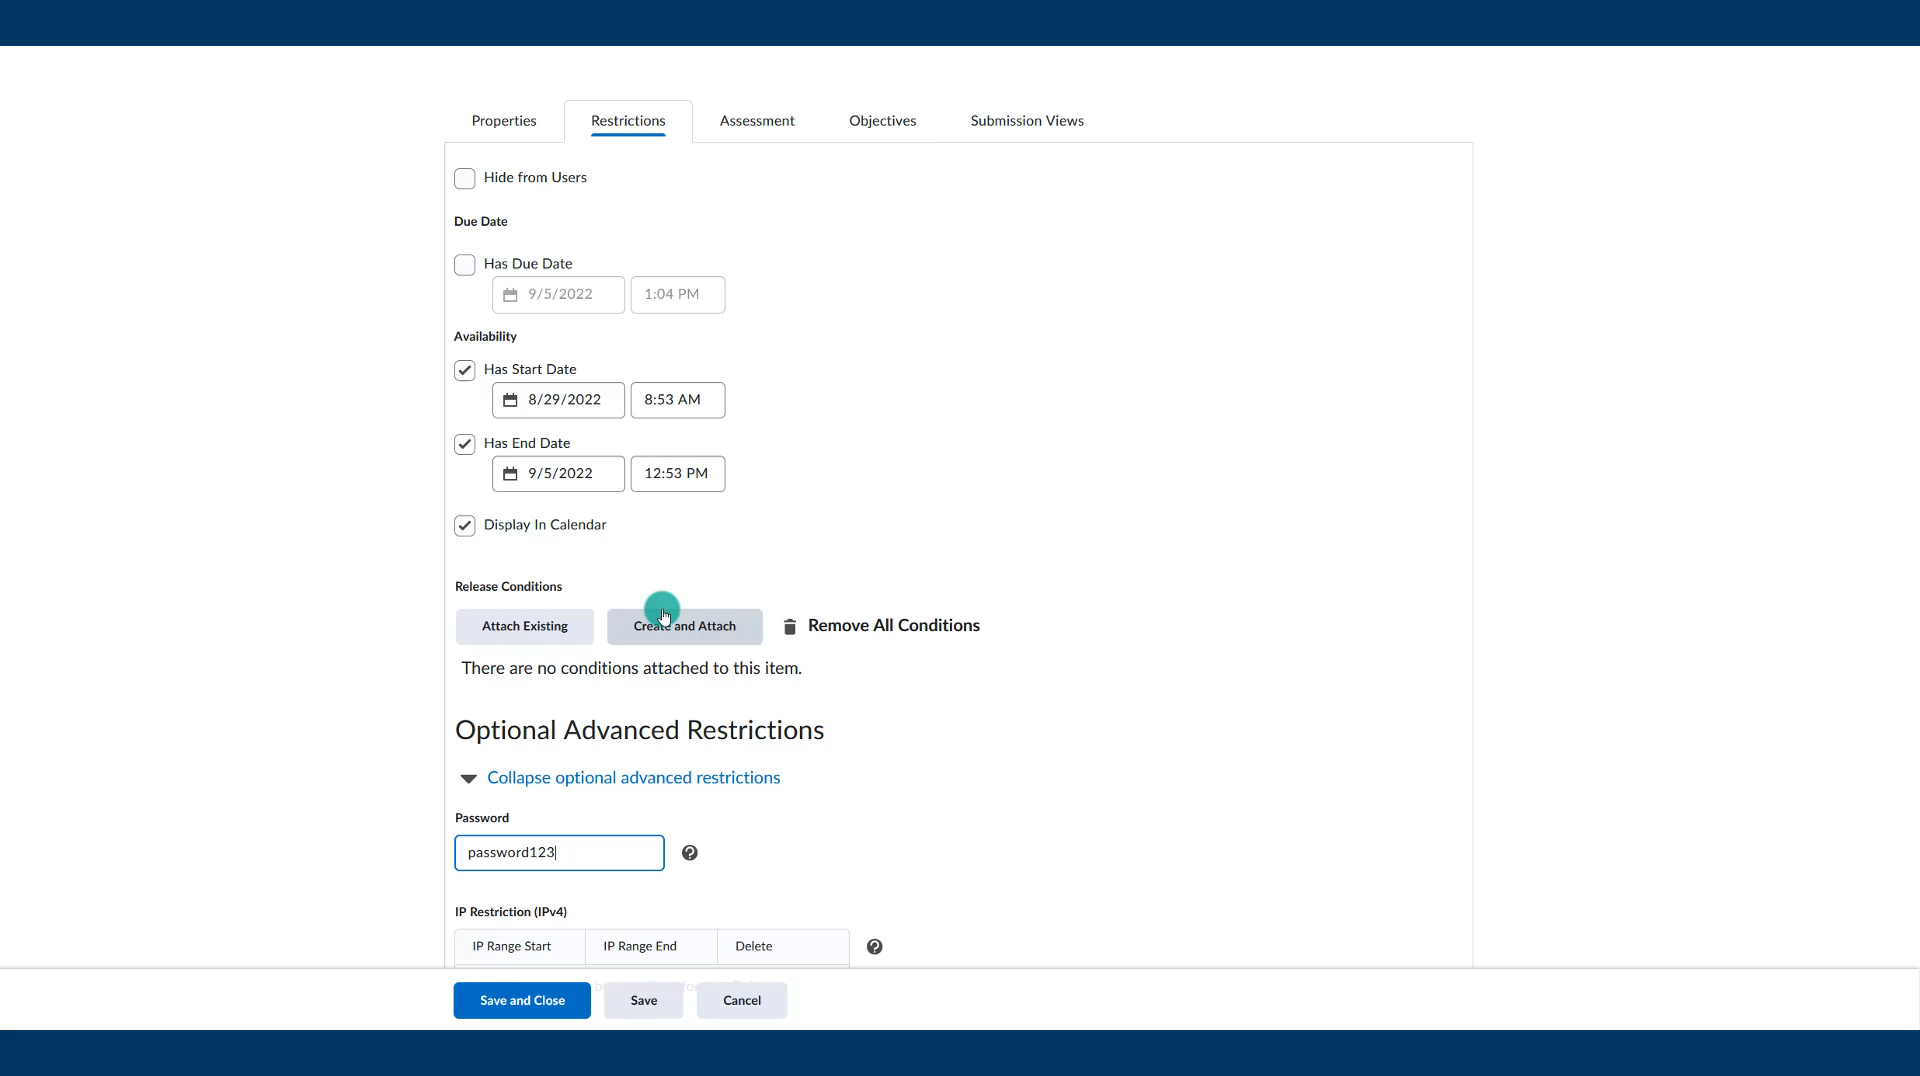 Properties Restrictions Assessment Objectives Submission Views
Hide from Users
Due Date
Has Due Date
9/5/2022 1:04 PM
Availability
Has Start Date
8/29/2022 8:53 AM
Has End Date
9/5/2022 12:53 PM
Display In Calendar
Release Conditions
Attach Existing Create and Attach Remove All Conditions
There are no conditions attached to this item.
Optional Advanced Restrictions
Collapse optional advanced restrictions
Password
password123
IP Restriction (IPv4)
IP Range Start IP Range End Delete
Save and Close Save Cancel